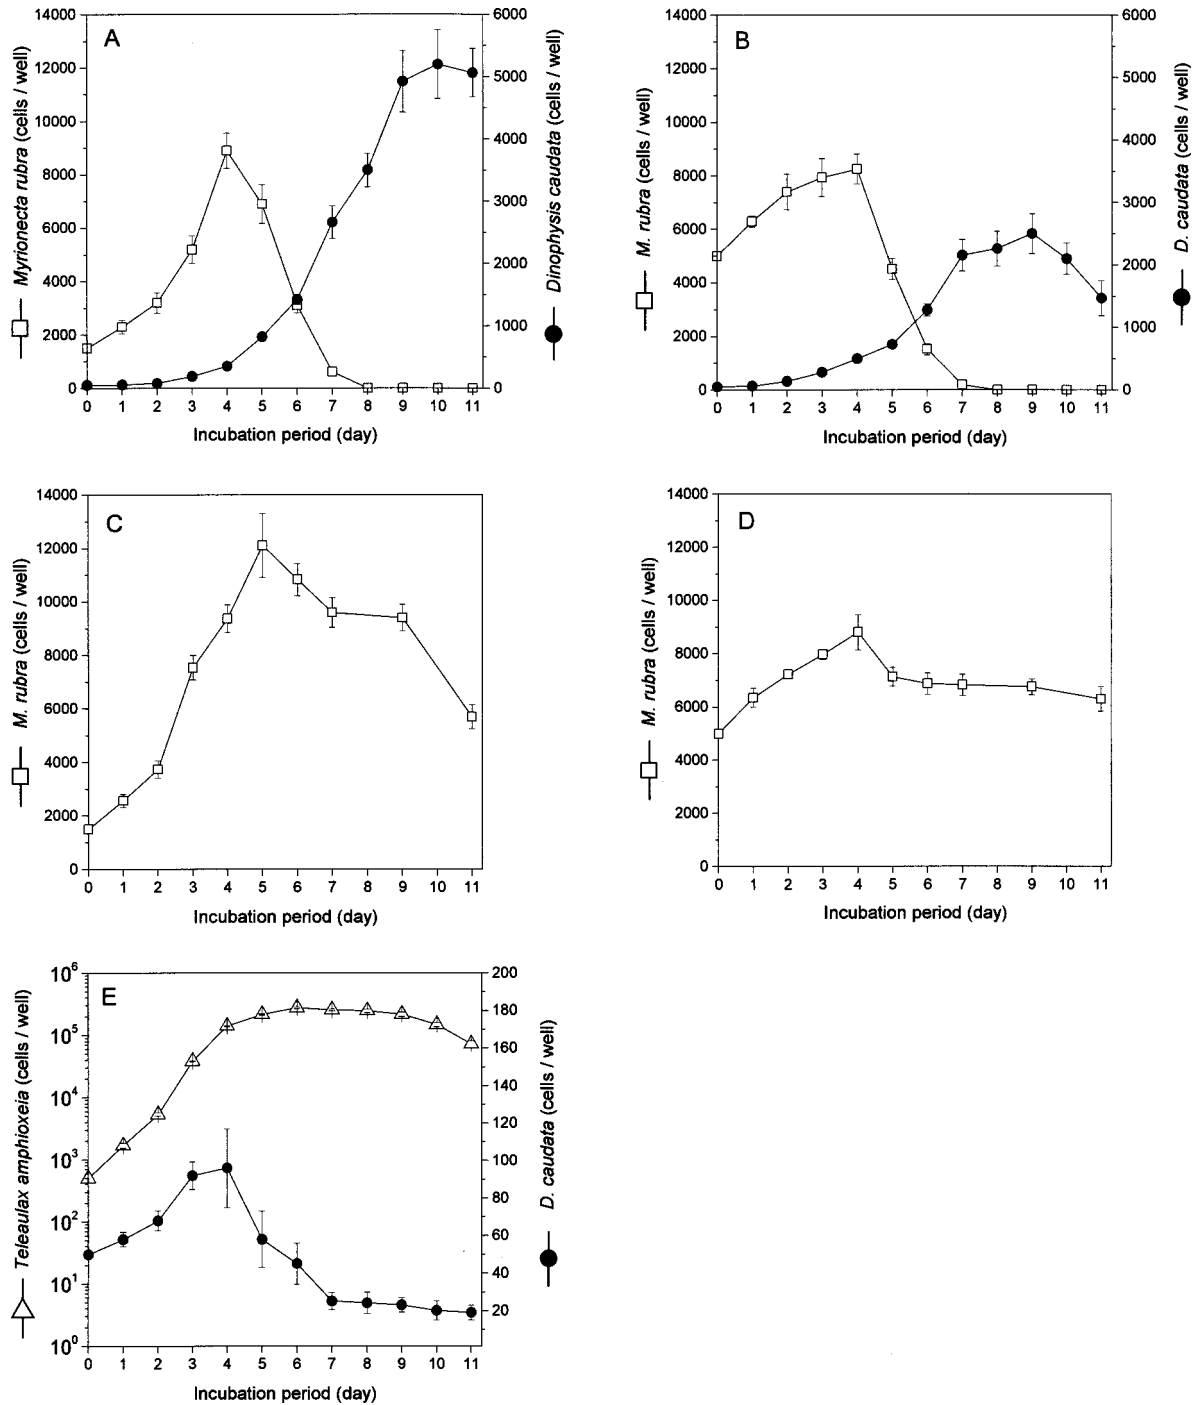 A
14000
12000
10000
8000
6000
4000
2000
0
6000
5000
4000
3000
2000
1000
0
0 1 2 3 4 5 6 7 8 9 10 11
Incubation period (day)
Myrionecta rubra (cells / well)
Dinophysis caudata (cells / well)
B
14000
12000
10000
8000
6000
4000
2000
0
6000
5000
4000
3000
2000
1000
0
0 1 2 3 4 5 6 7 8 9 10 11
Incubation period (day)
M. rubra (cells / well)
D. caudata (cells / well)
C
14000
12000
10000
8000
6000
4000
2000
0
0 1 2 3 4 5 6 7 8 9 10 11
Incubation period (day)
M. rubra (cells / well)
D
14000
12000
10000
8000
6000
4000
2000
0
0 1 2 3 4 5 6 7 8 9 10 11
Incubation period (day)
M. rubra (cells / well)
E
10⁶
10⁵
10⁴
10³
10²
10¹
10⁰
200
180
160
140
120
100
80
60
40
20
0 1 2 3 4 5 6 7 8 9 10 11
Incubation period (day)
Teleaulax amphioxeia (cells / well)
D. caudata (cells / well)